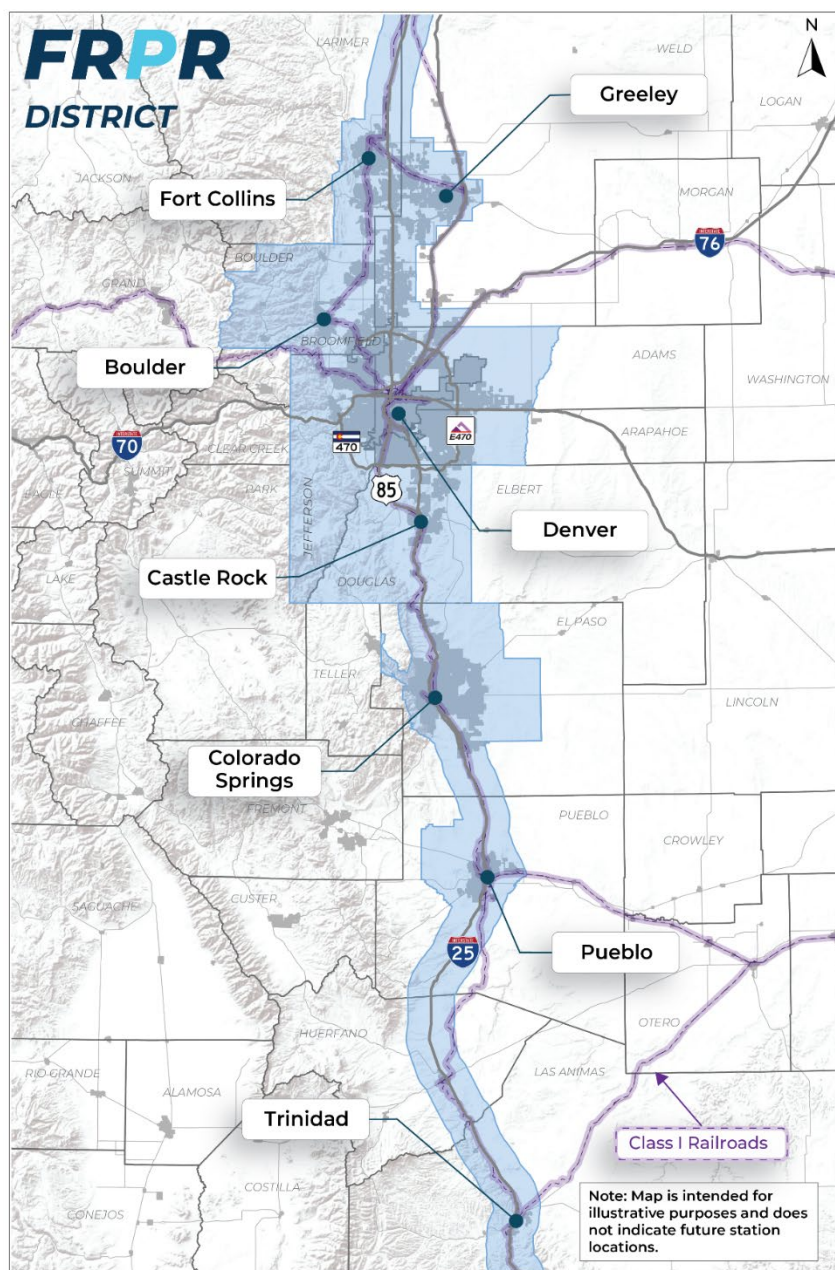 FRPR
DISTRICT
N
LARIMER
WELD
LOGAN
Greeley
JACKSON
Fort Collins
MORGAN
76
BOULDER
GRAND
BROOMFIELD
Boulder
ADAMS
WASHINGTON
70
470
E470
ARAPAHOE
CLEAR CREEK
SUMMIT
EAGLE
PARK
85
ELBERT
JEFFERSON
Denver
Castle Rock
DOUGLAS
LAKE
EL PASO
TELLER
LINCOLN
CHAFFEE
Colorado
Springs
FREMONT
PUEBLO
CROWLEY
CUSTER
SAGUACHE
25
Pueblo
OTERO
HUERFANO
RIO GRANDE
LAS ANIMAS
ALAMOSA
Trinidad
Class I Railroads
COSTILLA
CONEJOS
Note: Map is intended for
illustrative purposes and does
not indicate future station
locations.